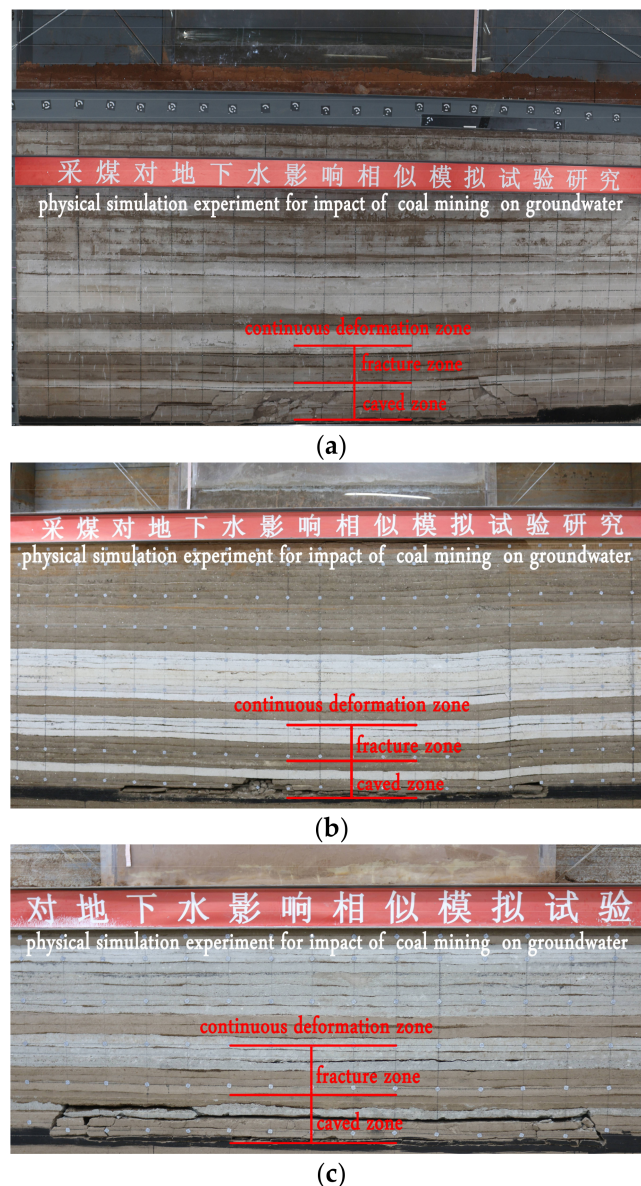 采煤对地下水影响相似模拟试验研究
physical simulation experiment for impact of coal mining on groundwater
continuous deformation zone
fracture zone
caved zone
(a)
采煤对地下水影响相似模拟试验研究
physical simulation experiment for impact of coal mining on groundwater
continuous deformation zone
fracture zone
caved zone
(b)
对地下水影响相似模拟试验
physical simulation experiment for impact of coal mining on groundwater
continuous deformation zone
fracture zone
caved zone
(c)